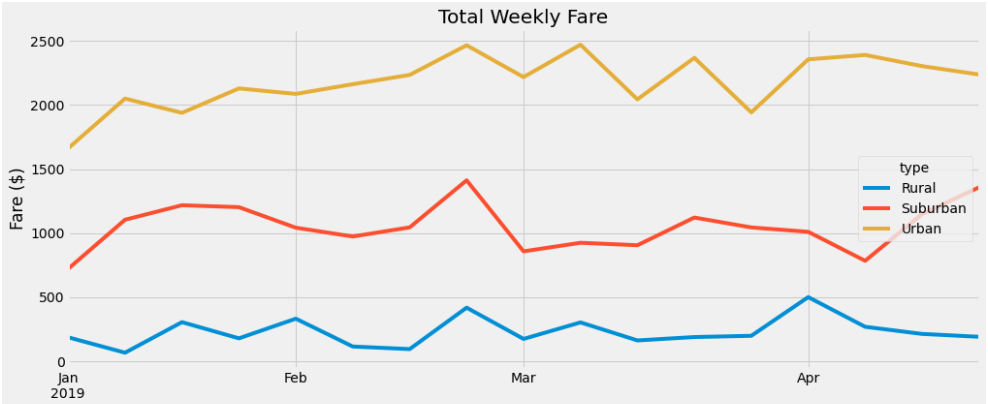 Total Weekly Fare
2500
2000
1500
1000
500
0
Fare ($)
type
Rural
Suburban
Urban
Jan
2019
Feb
Mar
Apr